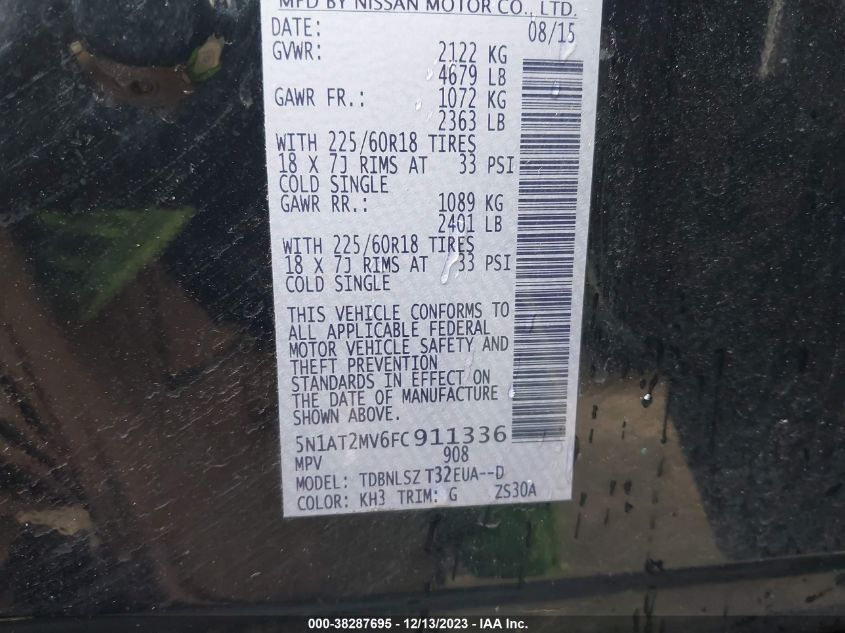 MFD BY NISSAN MOTOR CO., LTD.
DATE: 08/15
GVWR: 2122 KG
4679 LB
GAWR FR.: 1072 KG
2363 LB
WITH 225/60R18 TIRES
18 X 7J RIMS AT 33 PSI
COLD SINGLE
GAWR RR.: 1089 KG
2401 LB
WITH 225/60R18 TIRES
18 X 7J RIMS AT 33 PSI
COLD SINGLE
THIS VEHICLE CONFORMS TO
ALL APPLICABLE FEDERAL
MOTOR VEHICLE SAFETY AND
THEFT PREVENTION
STANDARDS IN EFFECT ON
THE DATE OF MANUFACTURE
SHOWN ABOVE.
5N1AT2MV6FC911336
MPV 908
MODEL: TDBNLSZ T32EUA--D
COLOR: KH3 TRIM: G ZS30A
000-38287695 - 12/13/2023 - IAA Inc.